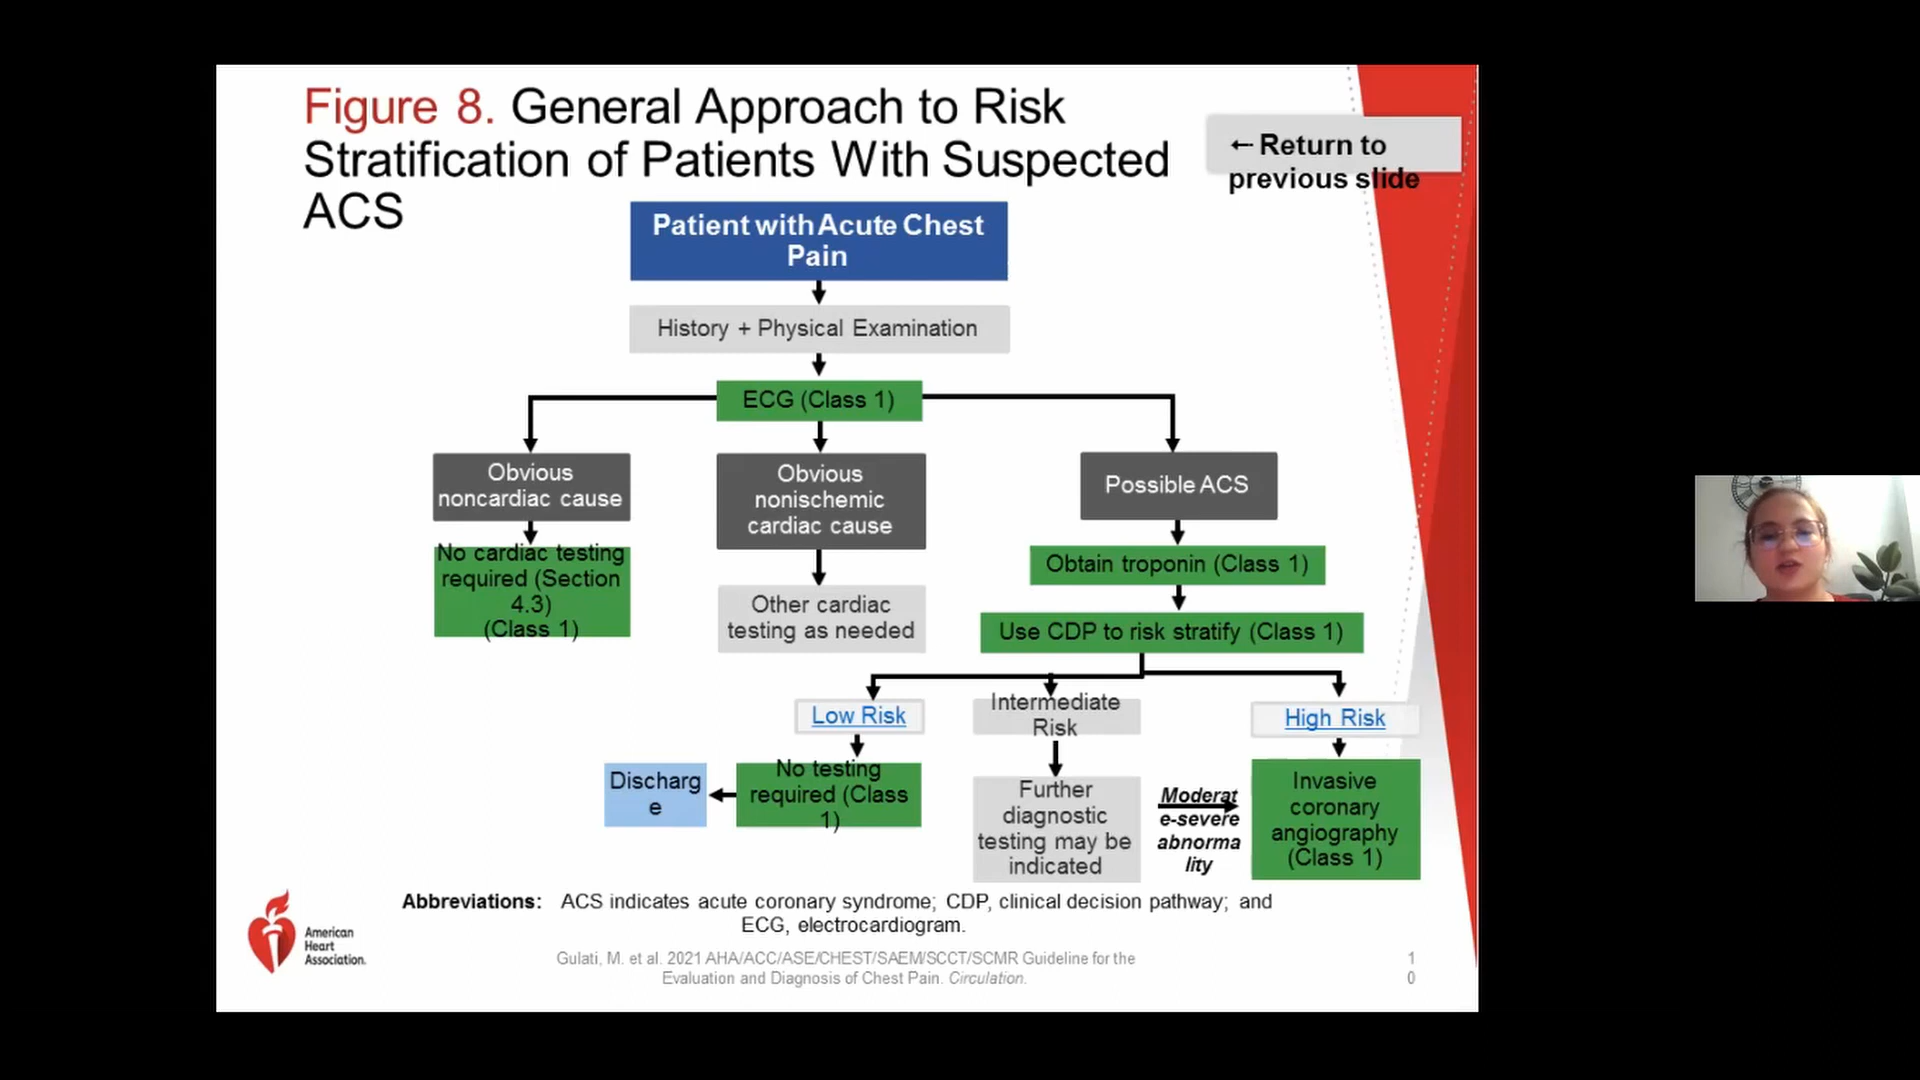 Figure 8. General Approach to Risk
Stratification of Patients With Suspected
ACS
← Return to
previous slide
Patient with Acute Chest
Pain
History + Physical Examination
ECG (Class 1)
Obvious
noncardiac cause
Obvious
nonischemic
cardiac cause
Possible ACS
No cardiac testing
required (Section
4.3)
(Class 1)
Other cardiac
testing as needed
Obtain troponin (Class 1)
Use CDP to risk stratify (Class 1)
Low Risk
Intermediate
Risk
High Risk
Discharg
e
No testing
required (Class
1)
Further
diagnostic
testing may be
indicated
Moderat
e-severe
abnorma
lity
Invasive
coronary
angiography
(Class 1)
Abbreviations: ACS indicates acute coronary syndrome; CDP, clinical decision pathway; and
ECG, electrocardiogram.
American
Heart
Association.
Gulati, M. et al. 2021 AHA/ACC/ASE/CHEST/SAEM/SCCT/SCMR Guideline for the
Evaluation and Diagnosis of Chest Pain. Circulation.
1
0